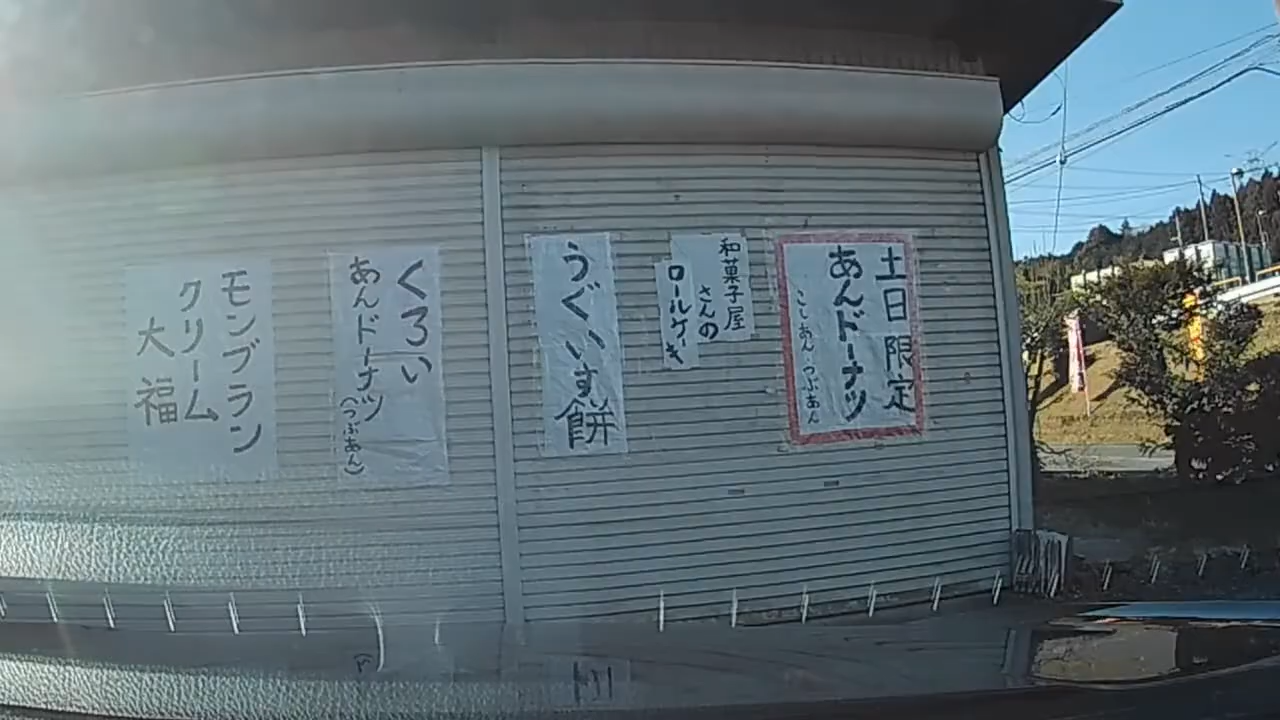 土日限定
あんドーナツ
こしあん・つぶあん
和菓子屋
さんの
ロールケーキ
うぐいす餅
くろい
あんドーナツ
(つぶあん)
モンブラン
クリーム
大福